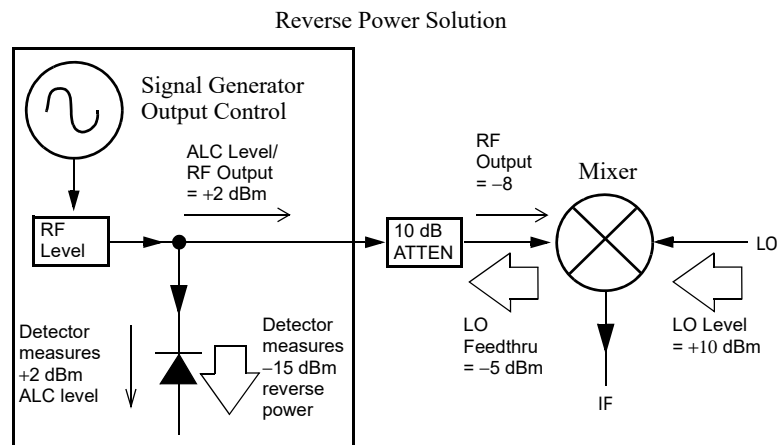 Reverse Power Solution
Signal Generator
Output Control
ALC Level/
RF Output
= +2 dBm
RF
Output
= −8
Mixer
RF
Level
10 dB
ATTEN
LO
Detector
measures
+2 dBm
ALC level
Detector
measures
−15 dBm
reverse
power
LO
Feedthru
= −5 dBm
LO Level
= +10 dBm
IF